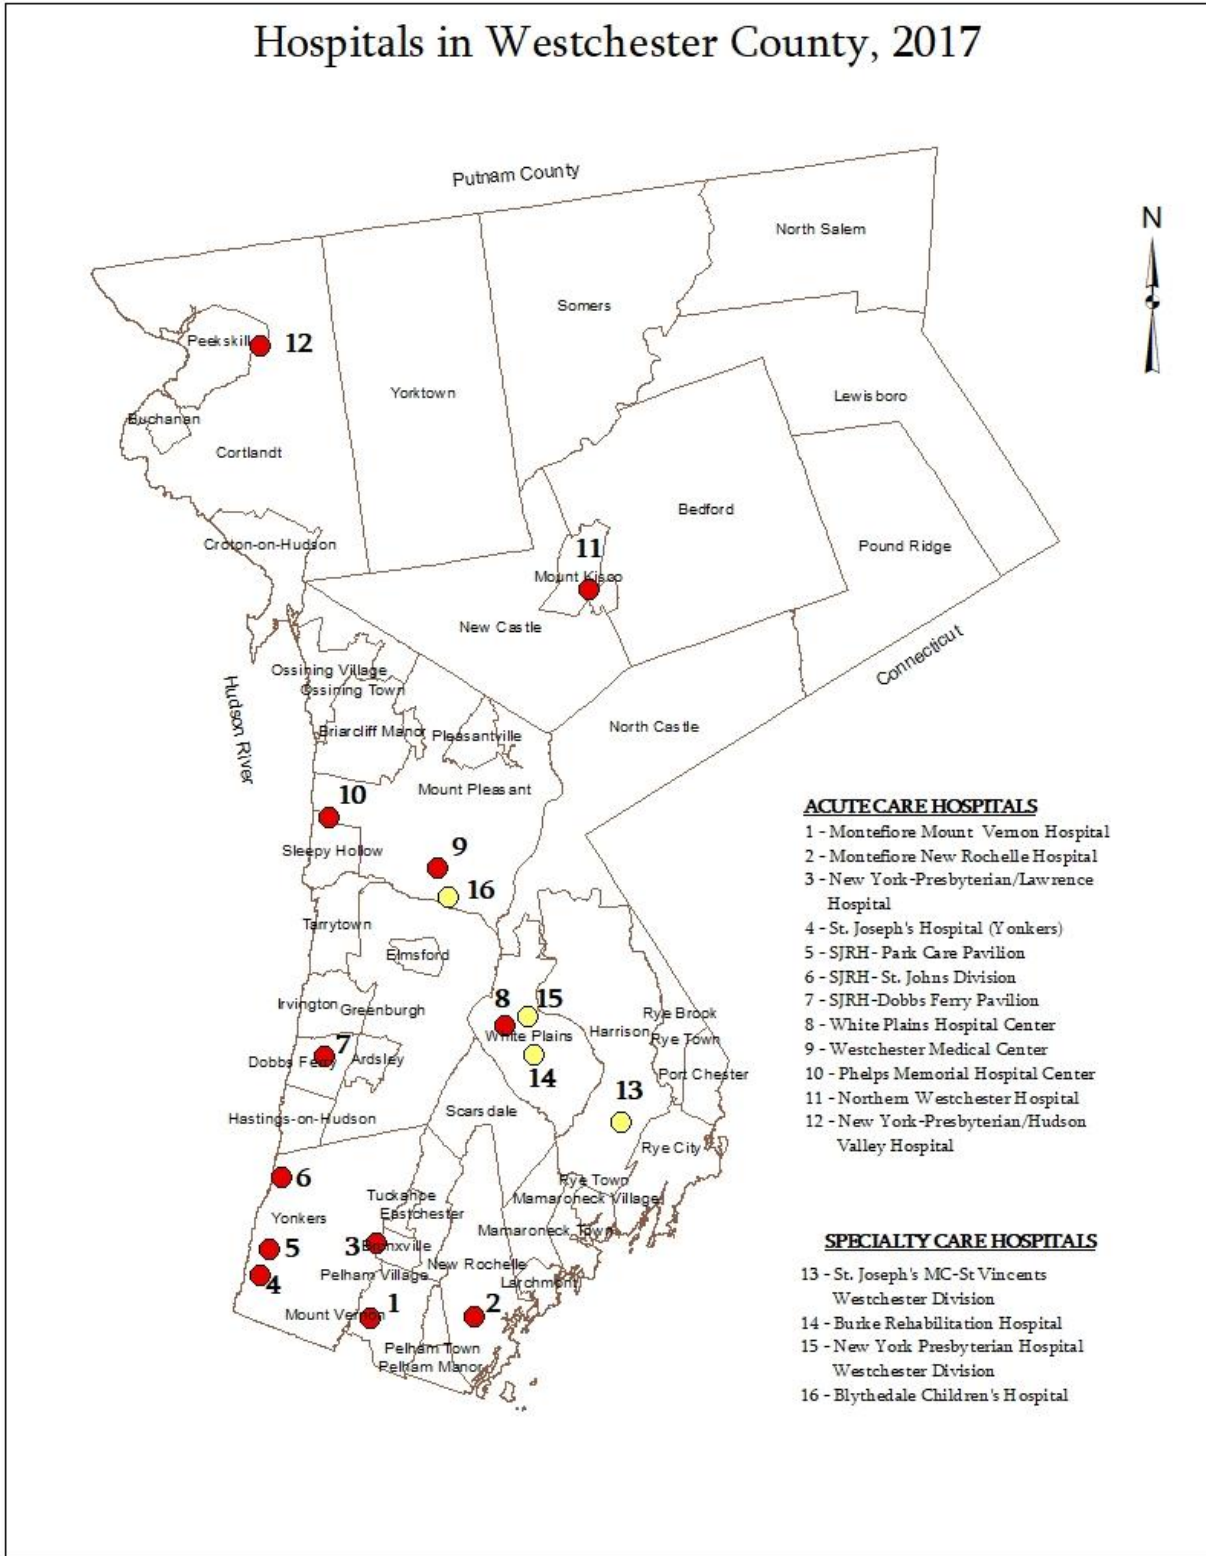 Hospitals in Westchester County, 2017
Putnam County
N
North Salem
Somers
Peekskill
12
Yorktown
Lewisboro
Buchanan
Cortlandt
Bedford
Croton-on-Hudson
11
Pound Ridge
Mount Kisco
New Castle
Connecticut
Ossining Village
Ossining Town
Hudson River
North Castle
Briarcliff Manor
Pleasantville
Mount Pleasant
10
Sleepy Hollow
9
16
Tarrytown
Elmsford
Irvington
Greenburgh
8
15
White Plains
Harrison
Rye Brook
Rye Town
7
Dobbs Ferry
Ardsley
14
Port Chester
13
Hastings-on-Hudson
Scarsdale
Rye City
6
Rye Town
Tuckahoe
Mamaroneck Village
Eastchester
Yonkers
Mamaroneck Town
5
3
Bronxville
New Rochelle
Pelham Village
4
Larchmont
Mount Vernon
1
2
Pelham Town
Pelham Manor
ACUTE CARE HOSPITALS
1 - Montefiore Mount Vernon Hospital
2 - Montefiore New Rochelle Hospital
3 - New York-Presbyterian/Lawrence
Hospital
4 - St. Joseph's Hospital (Yonkers)
5 - SJRH- Park Care Pavilion
6 - SJRH- St. Johns Division
7 - SJRH-Dobbs Ferry Pavilion
8 - White Plains Hospital Center
9 - Westchester Medical Center
10 - Phelps Memorial Hospital Center
11 - Northern Westchester Hospital
12 - New York-Presbyterian/Hudson
Valley Hospital
SPECIALTY CARE HOSPITALS
13 - St. Joseph's MC-St Vincents
Westchester Division
14 - Burke Rehabilitation Hospital
15 - New York Presbyterian Hospital
Westchester Division
16 - Blythedale Children's Hospital